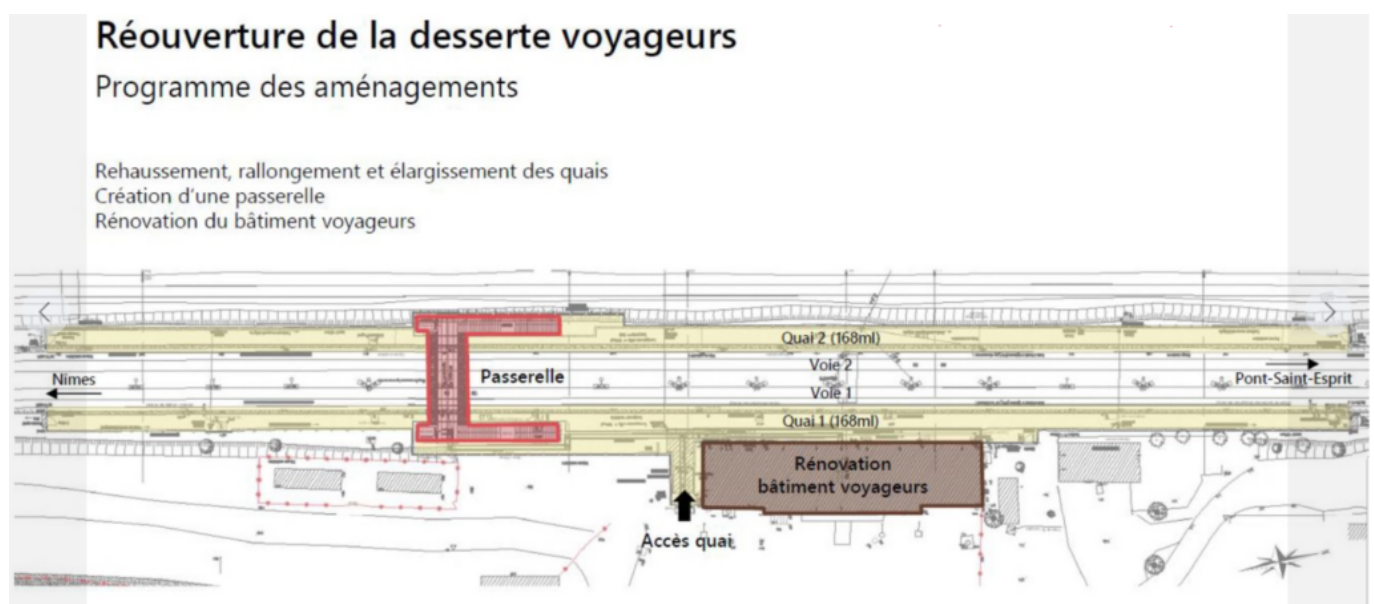 Réouverture de la desserte voyageurs
Programme des aménagements
Rehaussement, rallongement et élargissement des quais
Création d'une passerelle
Rénovation du bâtiment voyageurs
Quai 2 (168ml)
Voie 2
Nimes
Passerelle
Pont-Saint-Esprit
Voie 1
Quai 1 (168ml)
Rénovation
bâtiment voyageurs
Accès quai